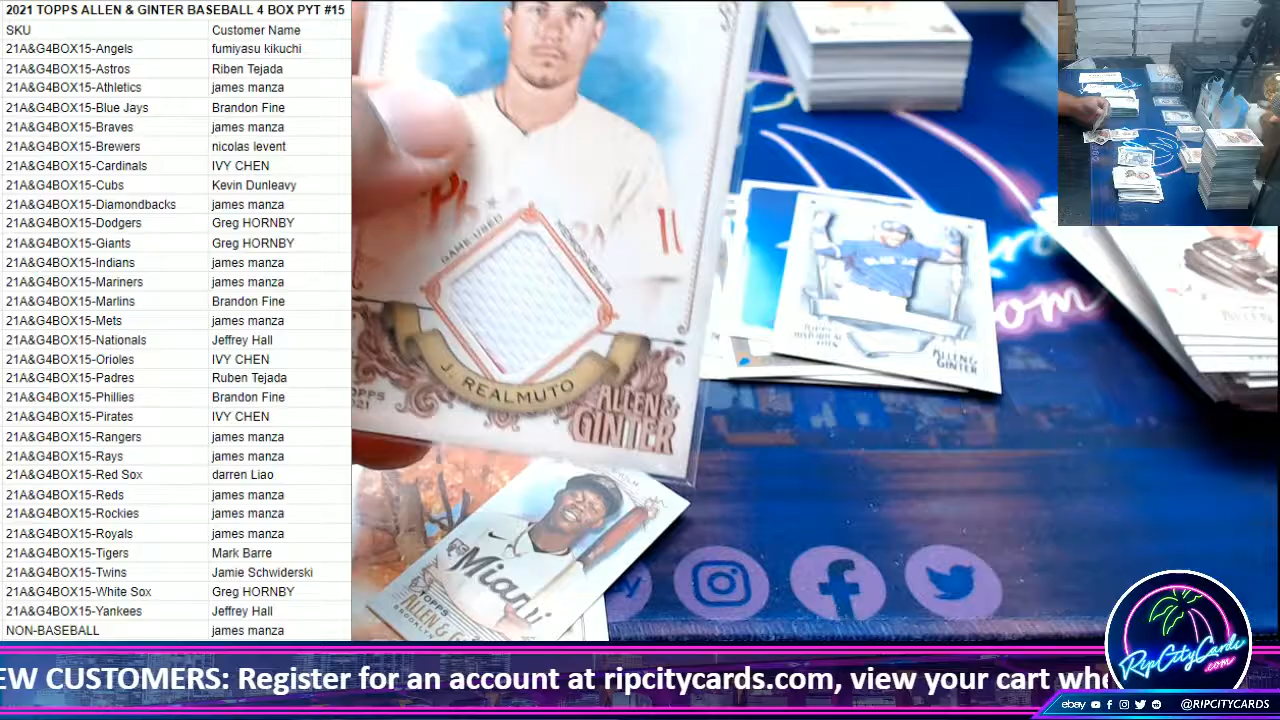 2021 TOPPS ALLEN & GINTER BASEBALL 4 BOX PYT #15
SKU Customer Name
21A&G4BOX15-Angels fumiyasu kikuchi
21A&G4BOX15-Astros Riben Tejada
21A&G4BOX15-Athletics james manza
21A&G4BOX15-Blue Jays Brandon Fine
21A&G4BOX15-Braves james manza
21A&G4BOX15-Brewers nicolas levent
21A&G4BOX15-Cardinals IVY CHEN
21A&G4BOX15-Cubs Kevin Dunleavy
21A&G4BOX15-Diamondbacks james manza
21A&G4BOX15-Dodgers Greg HORNBY
21A&G4BOX15-Giants Greg HORNBY
21A&G4BOX15-Indians james manza
21A&G4BOX15-Mariners james manza
21A&G4BOX15-Marlins Brandon Fine
21A&G4BOX15-Mets james manza
21A&G4BOX15-Nationals Jeffrey Hall
21A&G4BOX15-Orioles IVY CHEN
21A&G4BOX15-Padres Ruben Tejada
21A&G4BOX15-Phillies Brandon Fine
21A&G4BOX15-Pirates IVY CHEN
21A&G4BOX15-Rangers james manza
21A&G4BOX15-Rays james manza
21A&G4BOX15-Red Sox darren Liao
21A&G4BOX15-Reds james manza
21A&G4BOX15-Rockies james manza
21A&G4BOX15-Royals james manza
21A&G4BOX15-Tigers Mark Barre
21A&G4BOX15-Twins Jamie Schwiderski
21A&G4BOX15-White Sox Greg HORNBY
21A&G4BOX15-Yankees Jeffrey Hall
NON-BASEBALL james manza
11
GAME USED MEMORABILIA
J. REALMUTO
TOPPS
2021
ALLEN &
GINTER
ALLEN &
GINTER
Miami
TOPPS
om
EW CUSTOMERS: Register for an account at ripcitycards.com, view your cart whe
RipCityCards
.com
ebay @RIPCITYCARDS